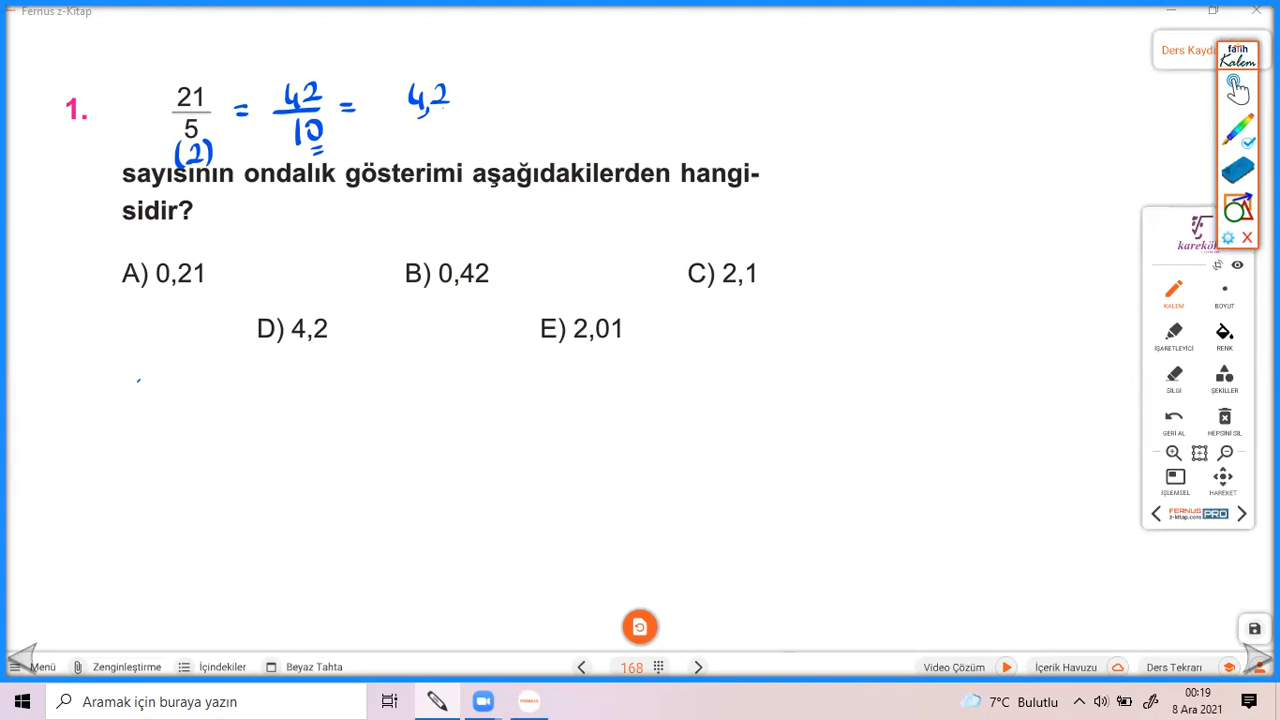 Fernus z-Kitap
Ders Kaydı
fatih
Kalem
1. 21/5 = 42/10 = 4,2
(2)
sayısının ondalık gösterimi aşağıdakilerden hangi-
sidir?
A) 0,21 B) 0,42 C) 2,1
D) 4,2 E) 2,01
KALEM BOYUT
İŞARETLEYİCİ RENK
SİLGİ ŞEKİLLER
GERİ AL HEPSİNİ SİL
İŞLEMSEL HAREKET
FERNUS PRO
z-kitap.com
Menü Zenginleştirme İçindekiler Beyaz Tahta 168 Video Çözüm İçerik Havuzu Ders Tekrarı
Aramak için buraya yazın
FERNUS
7°C Bulutlu
00:19
8 Ara 2021